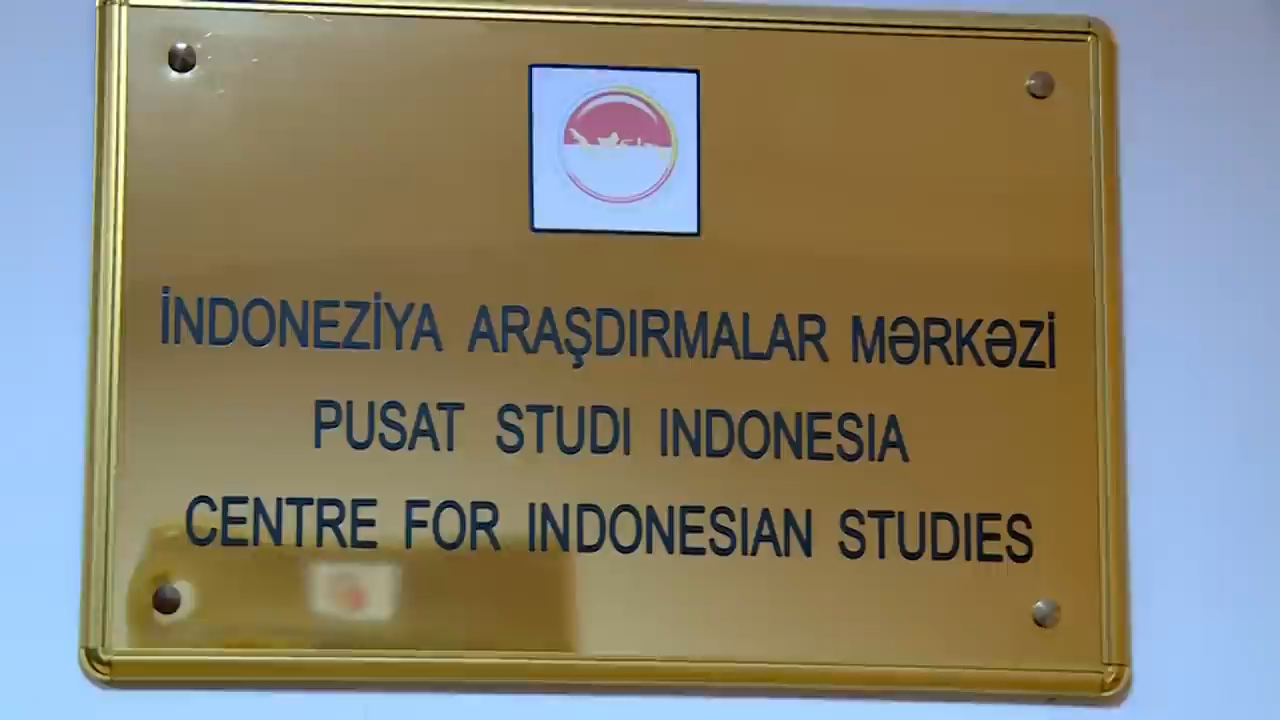 İNDONEZİYA ARAŞDIRMALAR MƏRKƏZİ
PUSAT STUDI INDONESIA
CENTRE FOR INDONESIAN STUDIES